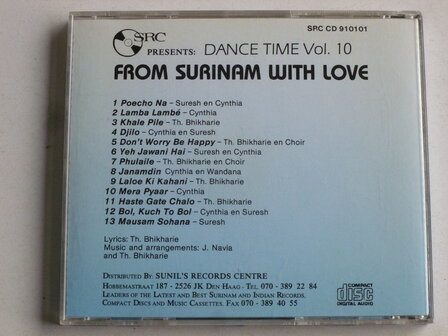 SRC CD 910101
SRC
PRESENTS: DANCE TIME Vol. 10
FROM SURINAM WITH LOVE
1 Poecho Na – Suresh en Cynthia
2 Lamba Lambé – Cynthia
3 Khale Pile – Th. Bhikharie
4 Djilo – Cynthia en Suresh
5 Don't Worry Be Happy – Th. Bhikharie en Choir
6 Yeh Jawani Hai – Suresh en Cynthia
7 Phulaile – Th. Bhikharie en Choir
8 Janamdin Cynthia en Wandana
9 Laloe Ki Kahani – Th. Bhikharie
10 Mera Pyaar – Cynthia
11 Haste Gate Chalo – Th. Bhikharie, Cynthia
12 Bol, Kuch To Bol – Cynthia en Suresh
13 Mausam Sohana – Suresh
Lyrics: Th. Bhikharie
Music and arrangements: J. Navia
and Th. Bhikharie
DISTRIBUTED BY: SUNIL'S RECORDS CENTRE
HOBBEMASTRAAT 187 - 2526 JK DEN HAAG - TEL. 070 - 389 22 84
LEADERS OF THE LATEST AND BEST SURINAM AND INDIAN RECORDS,
COMPACT DISCS AND MUSIC CASSETTES. FAX 070 - 389 40 55
COMPACT
disc
DIGITAL AUDIO